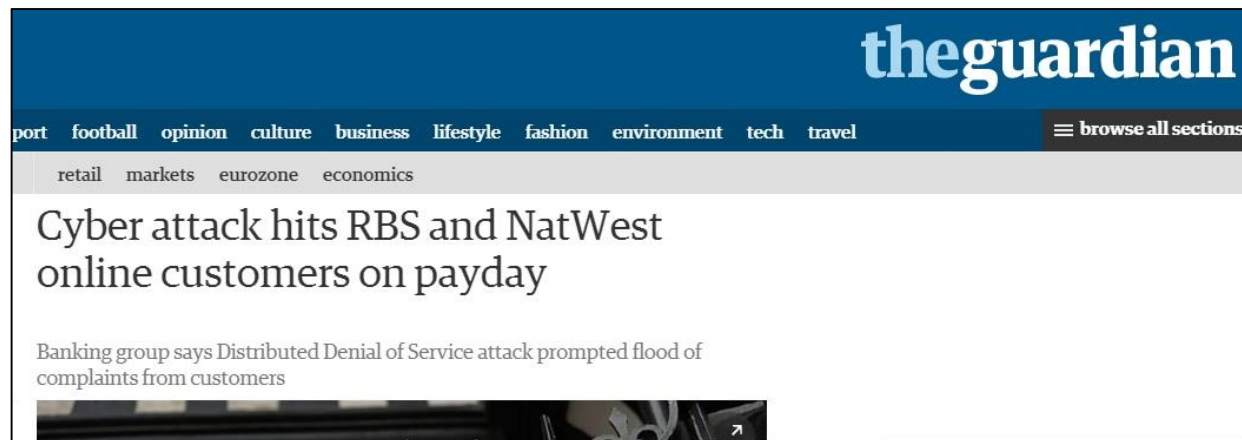 theguardian
port football opinion culture business lifestyle fashion environment tech travel ≡ browse all sections
retail markets eurozone economics
Cyber attack hits RBS and NatWest
online customers on payday
Banking group says Distributed Denial of Service attack prompted flood of
complaints from customers